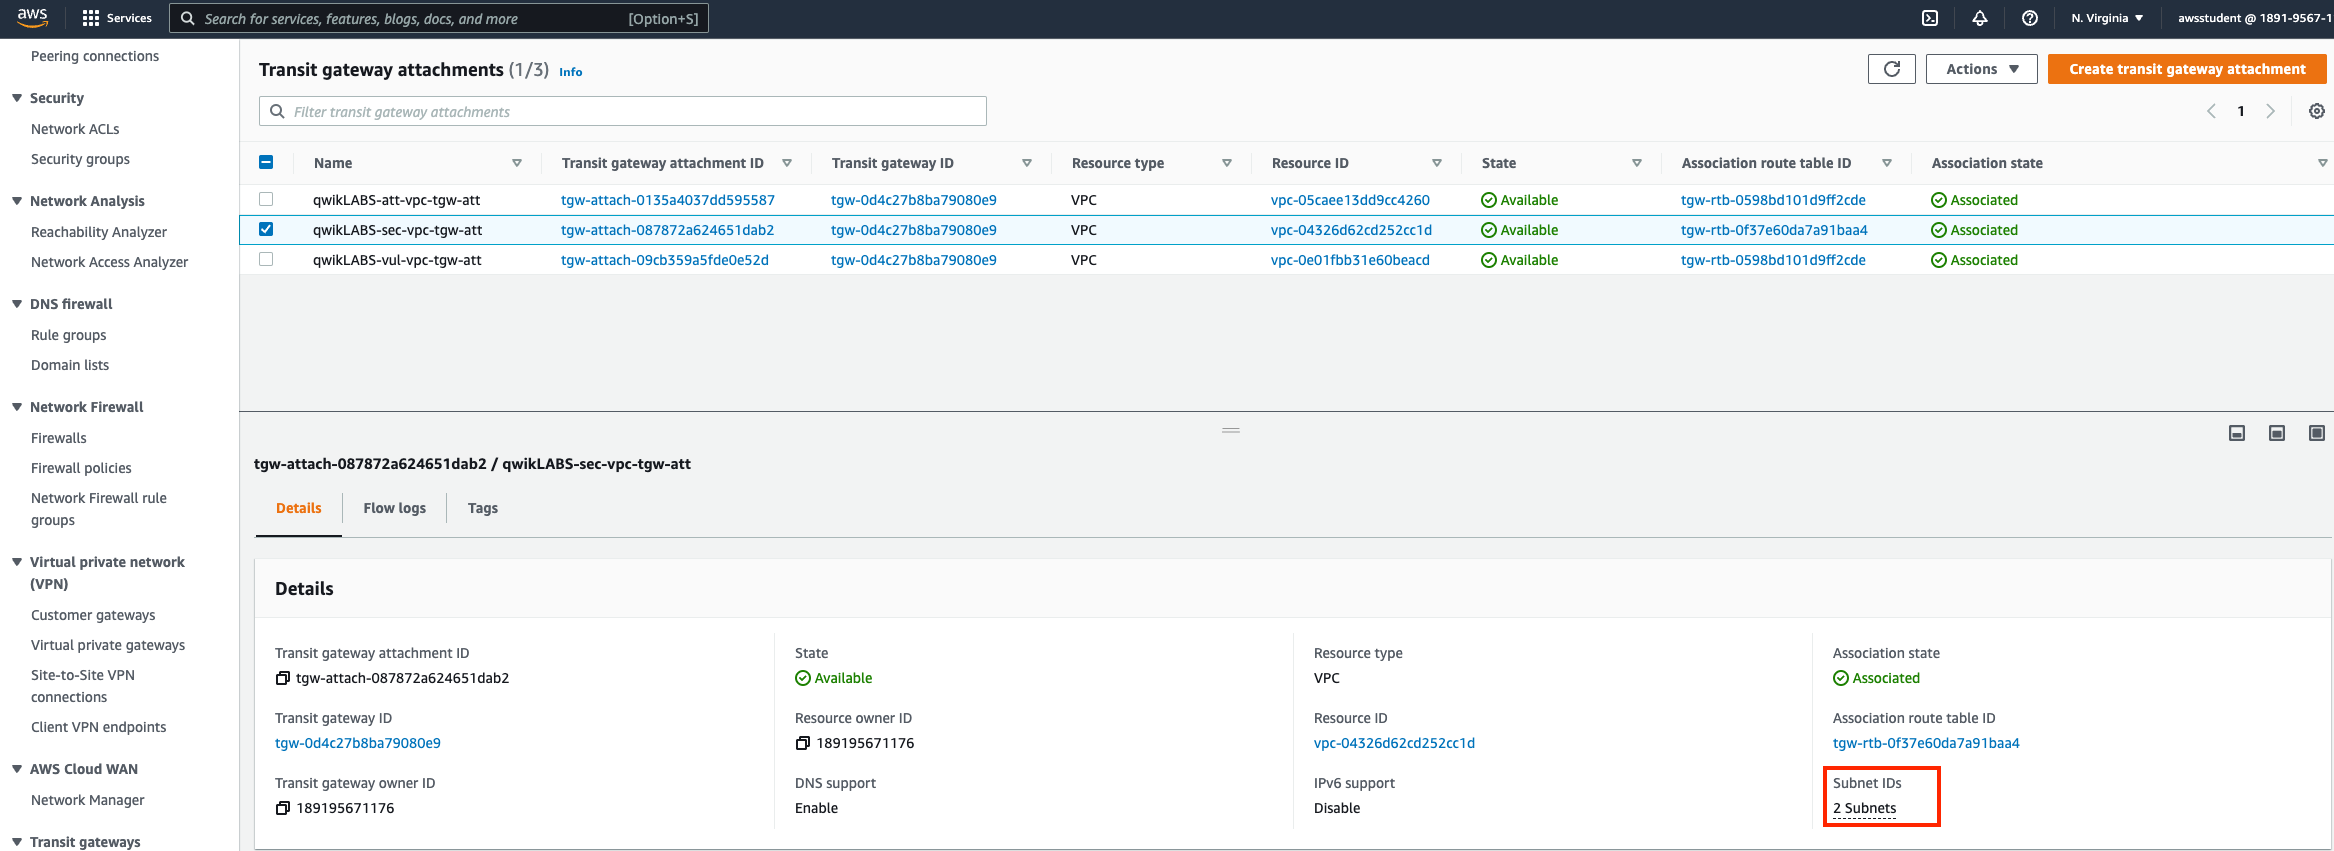 aws
Services
Search for services, features, blogs, docs, and more
[Option+S]
N. Virginia
awsstudent @ 1891-9567-1
Peering connections
Security
Network ACLs
Security groups
Network Analysis
Reachability Analyzer
Network Access Analyzer
DNS firewall
Rule groups
Domain lists
Network Firewall
Firewalls
Firewall policies
Network Firewall rule
groups
Virtual private network
(VPN)
Customer gateways
Virtual private gateways
Site-to-Site VPN
connections
Client VPN endpoints
AWS Cloud WAN
Network Manager
Transit gateways
Transit gateway attachments (1/3) Info
Actions
Create transit gateway attachment
Filter transit gateway attachments
1
Name Transit gateway attachment ID Transit gateway ID Resource type Resource ID State Association route table ID Association state
qwikLABS-att-vpc-tgw-att tgw-attach-0135a4037dd595587 tgw-0d4c27b8ba79080e9 VPC vpc-05caee13dd9cc4260 Available tgw-rtb-0598bd101d9ff2cde Associated
qwikLABS-sec-vpc-tgw-att tgw-attach-087872a624651dab2 tgw-0d4c27b8ba79080e9 VPC vpc-04326d62cd252cc1d Available tgw-rtb-0f37e60da7a91baa4 Associated
qwikLABS-vul-vpc-tgw-att tgw-attach-09cb359a5fde0e52d tgw-0d4c27b8ba79080e9 VPC vpc-0e01fbb31e60beacd Available tgw-rtb-0598bd101d9ff2cde Associated
tgw-attach-087872a624651dab2 / qwikLABS-sec-vpc-tgw-att
Details Flow logs Tags
Details
Transit gateway attachment ID
tgw-attach-087872a624651dab2
Transit gateway ID
tgw-0d4c27b8ba79080e9
Transit gateway owner ID
189195671176
State
Available
Resource owner ID
189195671176
DNS support
Enable
Resource type
VPC
Resource ID
vpc-04326d62cd252cc1d
IPv6 support
Disable
Association state
Associated
Association route table ID
tgw-rtb-0f37e60da7a91baa4
Subnet IDs
2 Subnets